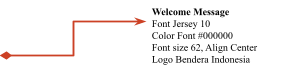 Welcome Message
Font Jersey 10
Color Font #000000
Font size 62, Align Center
Logo Bendera Indonesia